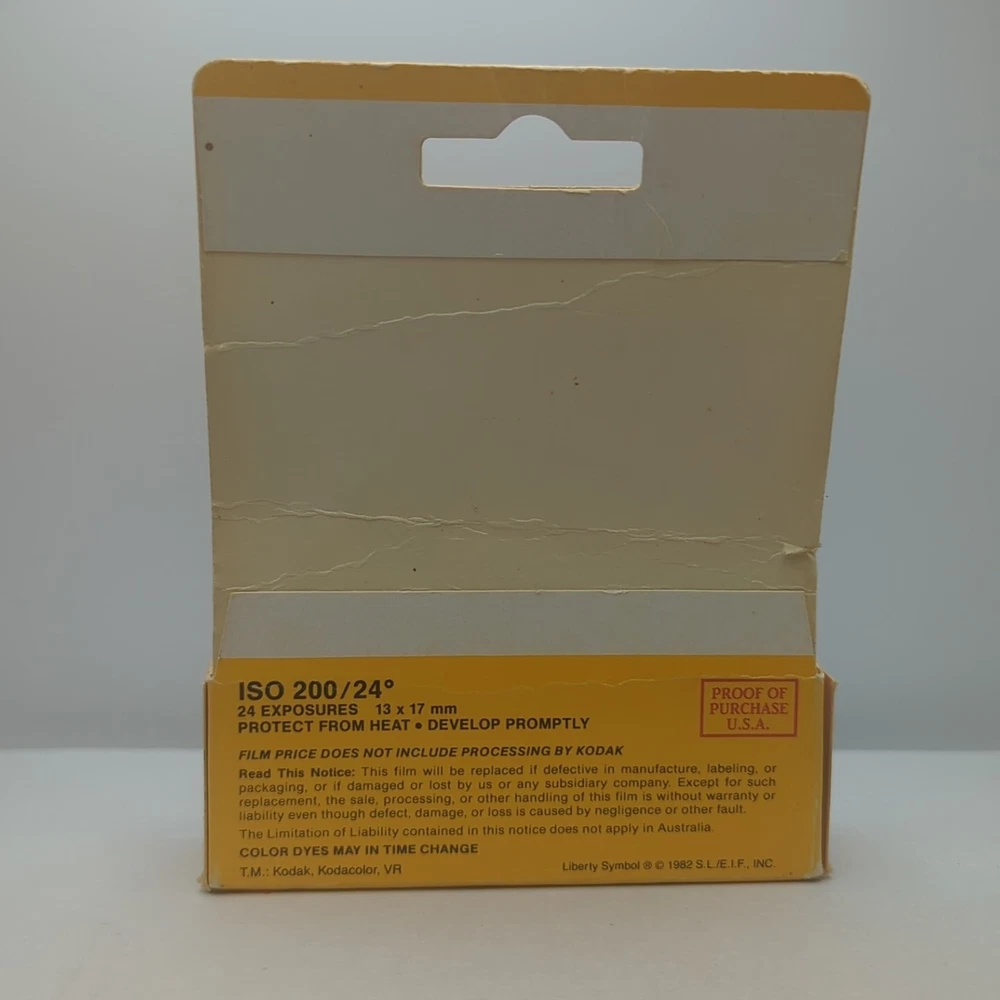 ISO 200/24°
24 EXPOSURES 13 x 17 mm
PROTECT FROM HEAT • DEVELOP PROMPTLY
PROOF OF
PURCHASE
U.S.A.
FILM PRICE DOES NOT INCLUDE PROCESSING BY KODAK
Read This Notice: This film will be replaced if defective in manufacture, labeling, or
packaging, or if damaged or lost by us or any subsidiary company. Except for such
replacement, the sale, processing, or other handling of this film is without warranty or
liability even though defect, damage, or loss is caused by negligence or other fault.
The Limitation of Liability contained in this notice does not apply in Australia.
COLOR DYES MAY IN TIME CHANGE
T.M.: Kodak, Kodacolor, VR
Liberty Symbol ® © 1982 S.L./E.I.F., INC.